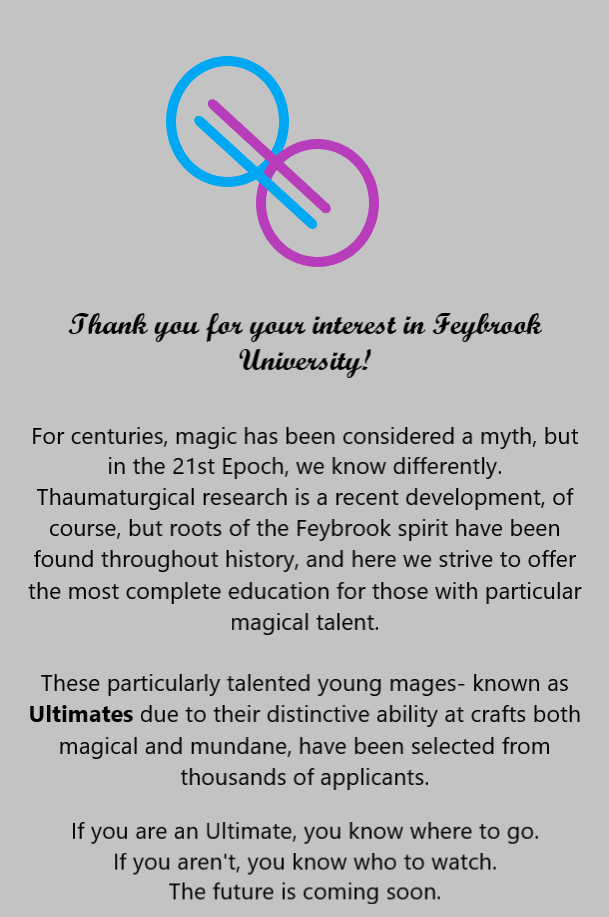 Thank you for your interest in Feybrook
University!
For centuries, magic has been considered a myth, but
in the 21st Epoch, we know differently.
Thaumaturgical research is a recent development, of
course, but roots of the Feybrook spirit have been
found throughout history, and here we strive to offer
the most complete education for those with particular
magical talent.
These particularly talented young mages- known as
Ultimates due to their distinctive ability at crafts both
magical and mundane, have been selected from
thousands of applicants.
If you are an Ultimate, you know where to go.
If you aren't, you know who to watch.
The future is coming soon.